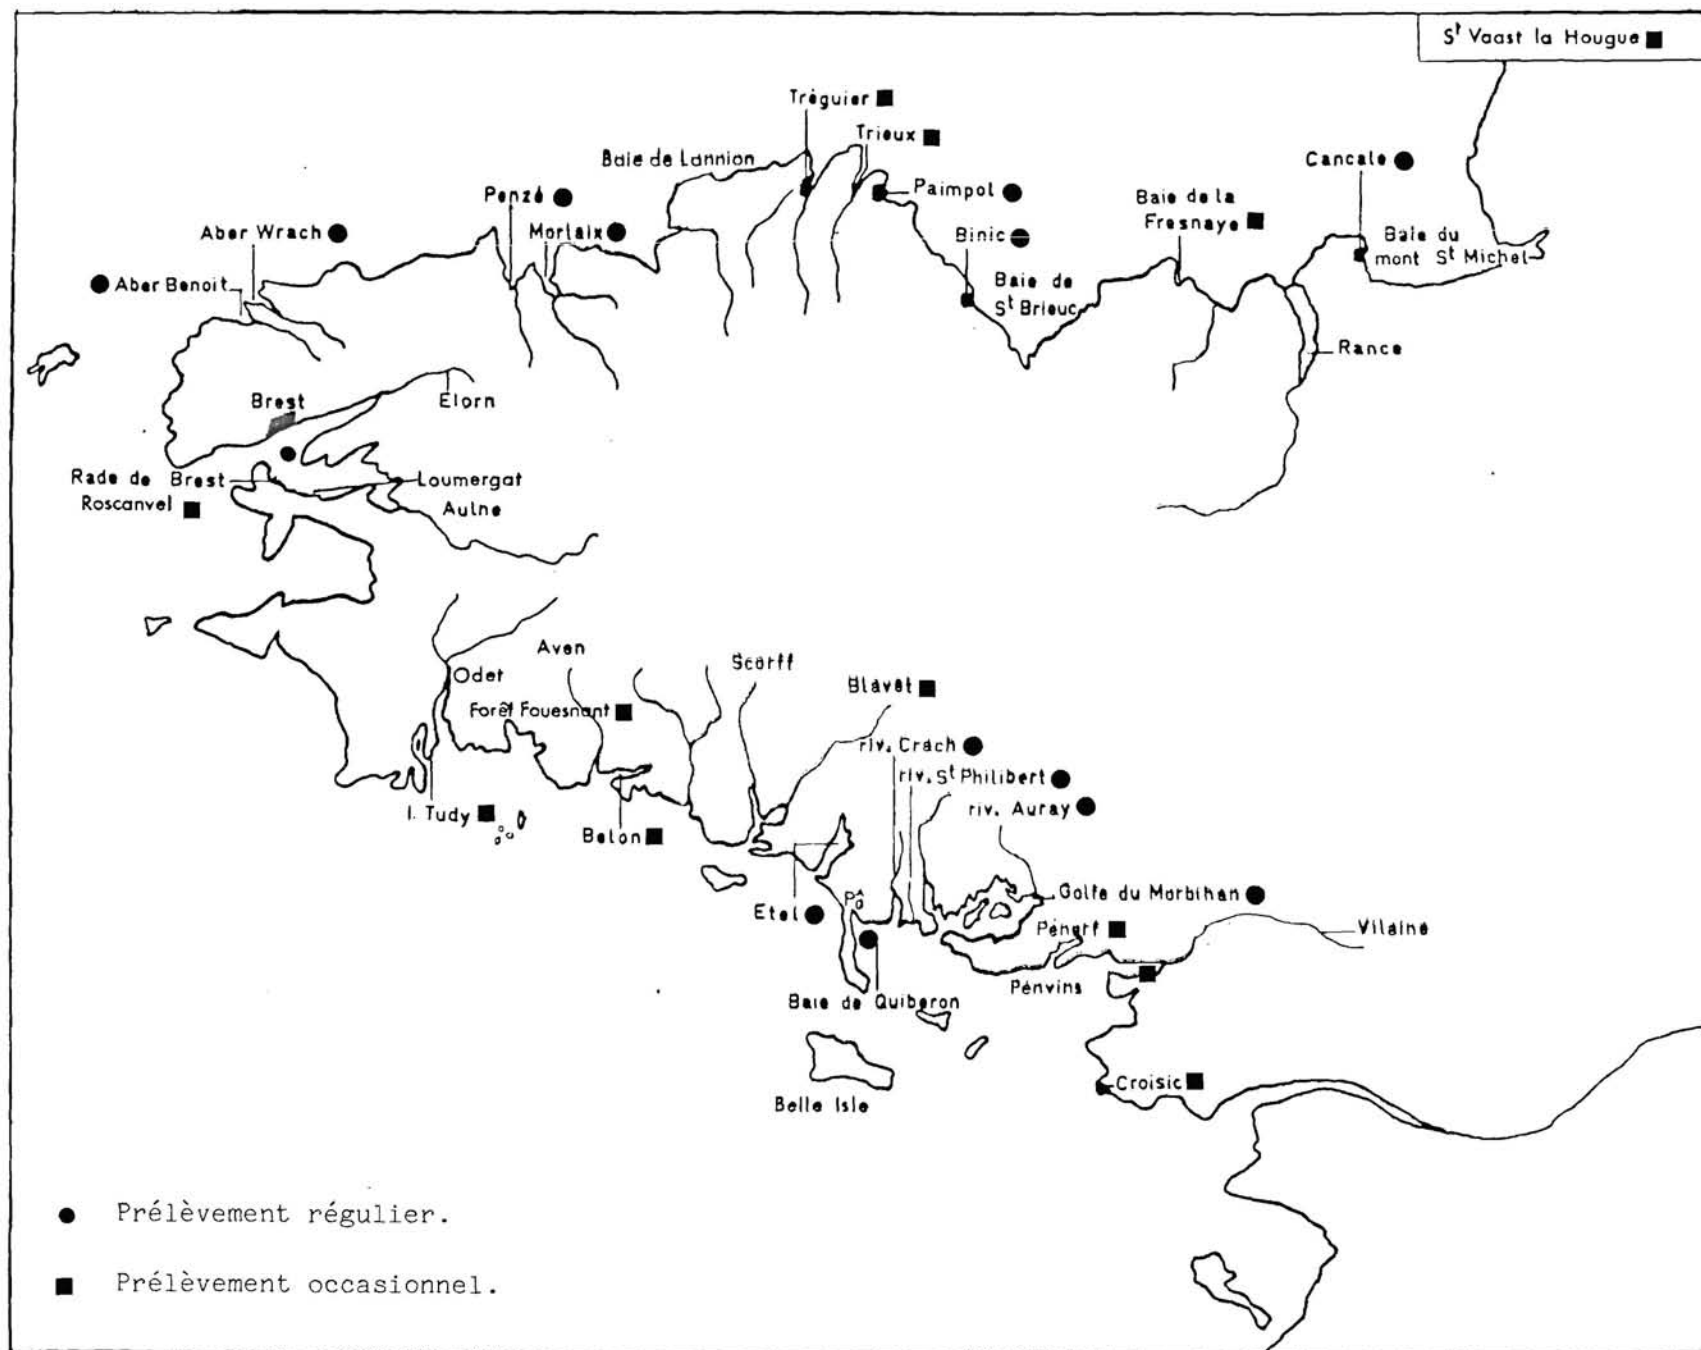 St Vaast la Hougue
Tréguier
Trieux
Baie de Lannion
Cancale
Penzé
Paimpol
Baie de la
Fresnaye
Aber Wrach
Morlaix
Binic
Baie du
mont St Michel
Aber Benoit
Baie de
St Brieuc
Rance
Brest
Elorn
Rade de Brest
Loumergat
Roscanvel
Aulne
Aven
Scorff
Odet
Blavet
Forêt Fouesnant
riv. Crach
riv. St Philibert
riv. Auray
I. Tudy
Belon
Golfe du Morbihan
Etel
Pô
Pénerf
Vilaine
Pénvins
Baie de Quiberon
Croisic
Belle Isle
Prélèvement régulier.
Prélèvement occasionnel.